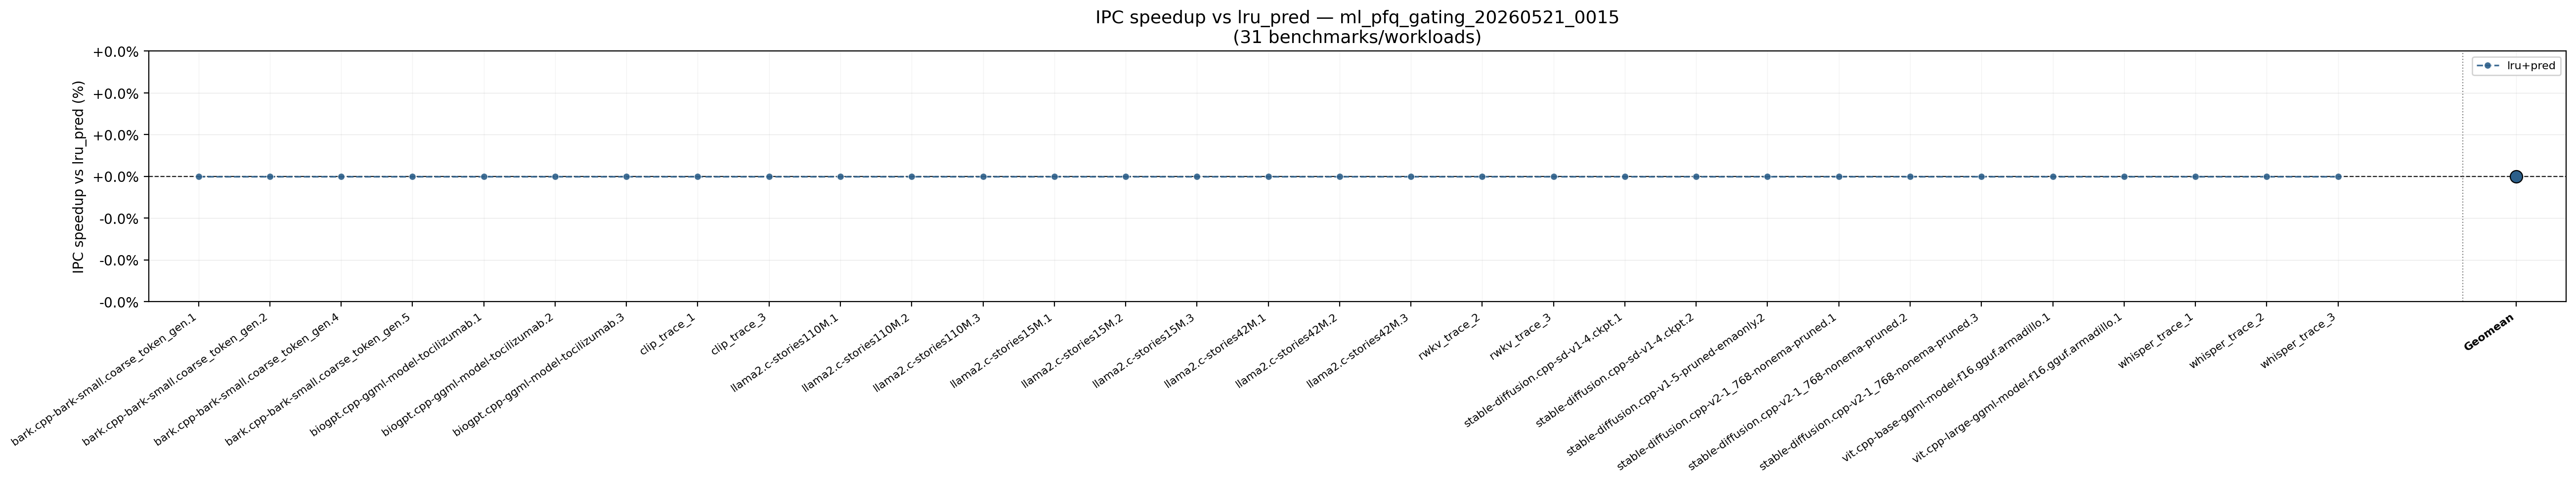 IPC speedup vs lru_pred — ml_pfq_gating_20260521_0015
(31 benchmarks/workloads)
IPC speedup vs lru_pred (%)
+0.0%
+0.0%
+0.0%
+0.0%
-0.0%
-0.0%
-0.0%
lru+pred
bark.cpp-bark-small.coarse_token_gen.1
bark.cpp-bark-small.coarse_token_gen.2
bark.cpp-bark-small.coarse_token_gen.4
bark.cpp-bark-small.coarse_token_gen.5
biogpt.cpp-ggml-model-tocilizumab.1
biogpt.cpp-ggml-model-tocilizumab.2
biogpt.cpp-ggml-model-tocilizumab.3
clip_trace_1
clip_trace_3
llama2.c-stories110M.1
llama2.c-stories110M.2
llama2.c-stories110M.3
llama2.c-stories15M.1
llama2.c-stories15M.2
llama2.c-stories15M.3
llama2.c-stories42M.1
llama2.c-stories42M.2
llama2.c-stories42M.3
rwkv_trace_2
rwkv_trace_3
stable-diffusion.cpp-sd-v1-4.ckpt.1
stable-diffusion.cpp-sd-v1-4.ckpt.2
stable-diffusion.cpp-v1-5-pruned-emaonly.2
stable-diffusion.cpp-v2-1_768-nonema-pruned.1
stable-diffusion.cpp-v2-1_768-nonema-pruned.2
stable-diffusion.cpp-v2-1_768-nonema-pruned.3
vit.cpp-base-ggml-model-f16.gguf.armadillo.1
vit.cpp-large-ggml-model-f16.gguf.armadillo.1
whisper_trace_1
whisper_trace_2
whisper_trace_3
Geomean